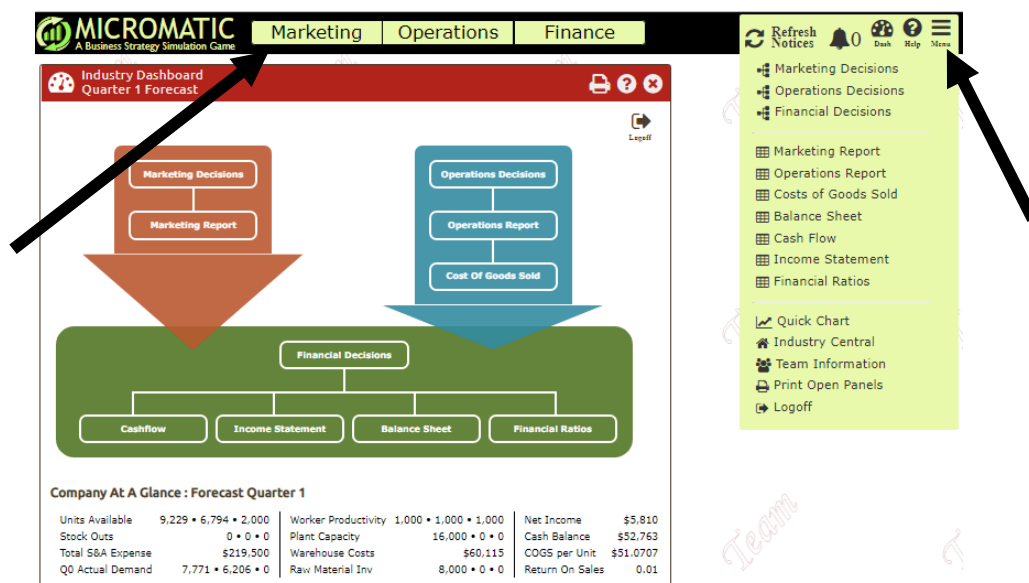 MICROMATIC
A Business Strategy Simulation Game
Marketing Operations Finance
Refresh Notices 0 Dash Help Menu
Industry Dashboard
Quarter 1 Forecast
Logoff
Marketing Decisions
Marketing Report
Operations Decisions
Operations Report
Cost Of Goods Sold
Financial Decisions
Cashflow Income Statement Balance Sheet Financial Ratios
Marketing Decisions
Operations Decisions
Financial Decisions
Marketing Report
Operations Report
Costs of Goods Sold
Balance Sheet
Cash Flow
Income Statement
Financial Ratios
Quick Chart
Industry Central
Team Information
Print Open Panels
Logoff
Company At A Glance : Forecast Quarter 1
Units Available 9,229 • 6,794 • 2,000 Worker Productivity 1,000 • 1,000 • 1,000 Net Income $5,810
Stock Outs 0 • 0 • 0 Plant Capacity 16,000 • 0 • 0 Cash Balance $52,763
Total S&A Expense $219,500 Warehouse Costs $60,115 COGS per Unit $51.0707
Q0 Actual Demand 7,771 • 6,206 • 0 Raw Material Inv 8,000 • 0 • 0 Return On Sales 0.01
Team